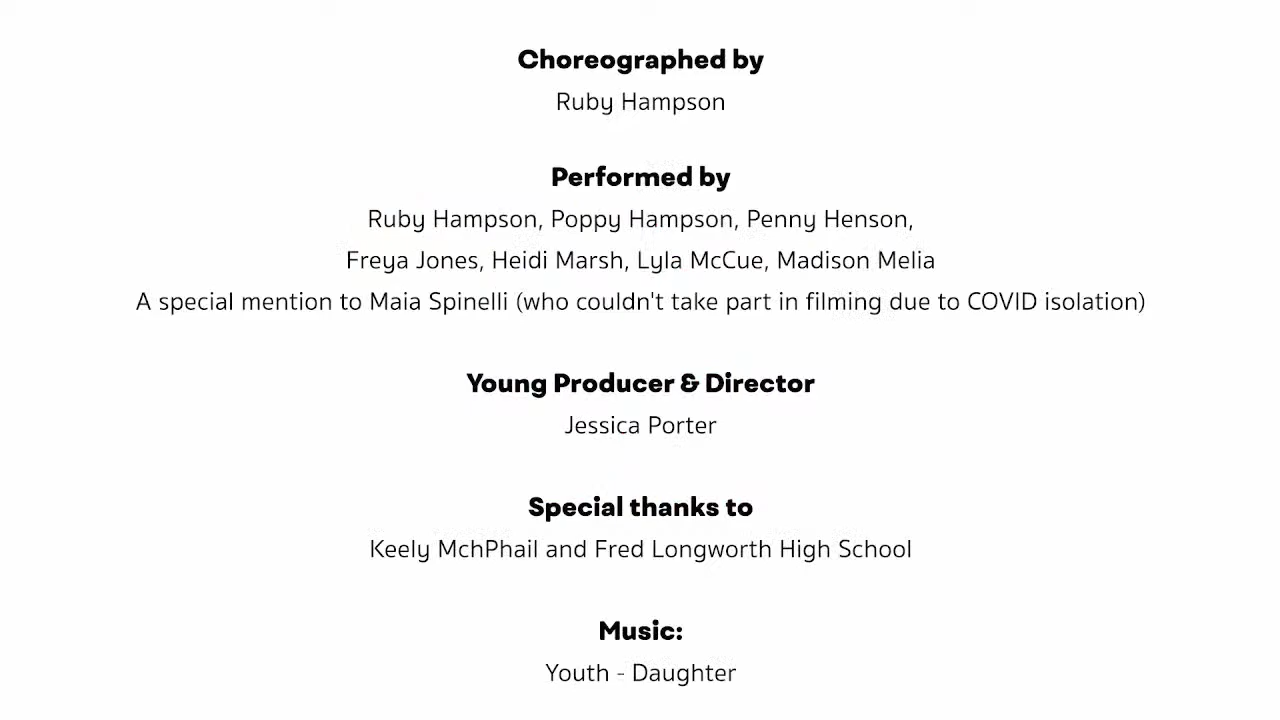 Choreographed by
Ruby Hampson
Performed by
Ruby Hampson, Poppy Hampson, Penny Henson,
Freya Jones, Heidi Marsh, Lyla McCue, Madison Melia
A special mention to Maia Spinelli (who couldn't take part in filming due to COVID isolation)
Young Producer & Director
Jessica Porter
Special thanks to
Keely MchPhail and Fred Longworth High School
Music:
Youth - Daughter